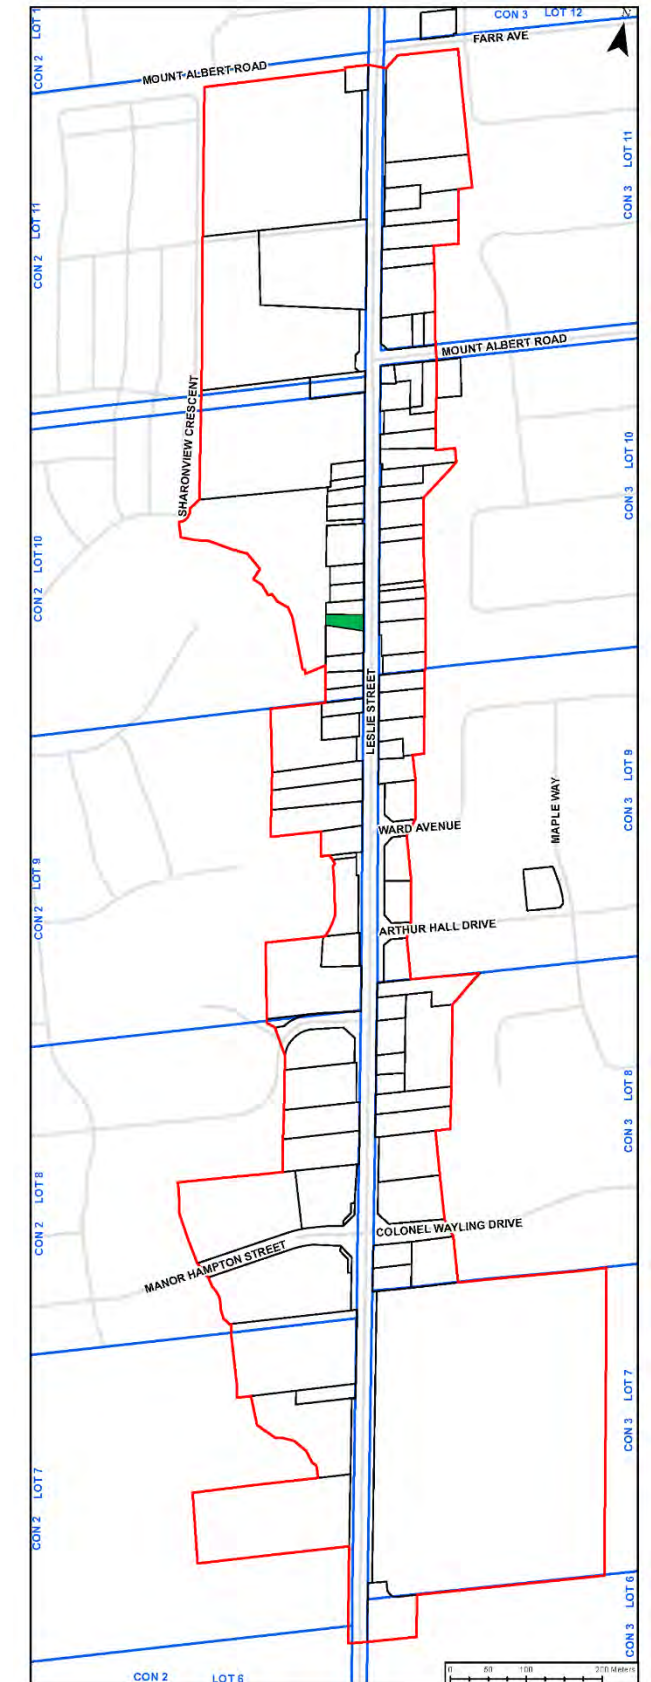 CON 3 LOT 12
N
CON 2 LOT 1
FARR AVE
MOUNT ALBERT ROAD
CON 3 LOT 11
CON 2 LOT 11
MOUNT ALBERT ROAD
SHARONVIEW CRESCENT
CON 3 LOT 10
CON 2 LOT 10
LESLIE STREET
CON 3 LOT 9
MAPLE WAY
WARD AVENUE
CON 2 LOT 9
ARTHUR HALL DRIVE
CON 3 LOT 8
CON 2 LOT 8
COLONEL WAYLING DRIVE
MANOR HAMPTON STREET
CON 3 LOT 7
CON 2 LOT 7
CON 3 LOT 6
CON 2 LOT 6
0 50 100 200 Meters